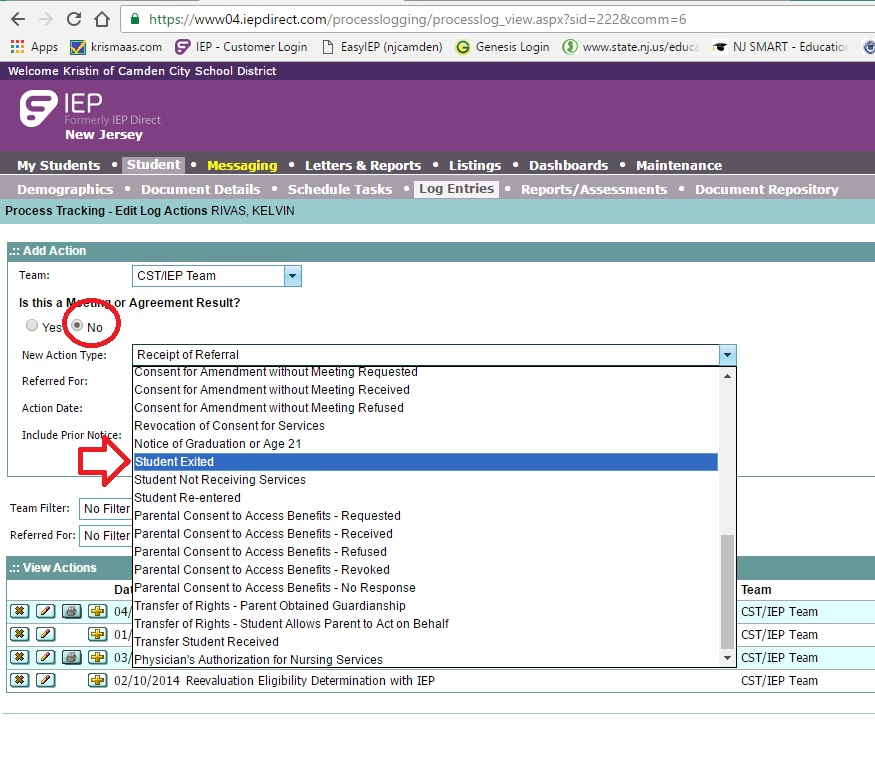 https://www04.iepdirect.com/processlogging/processlog_view.aspx?sid=222&comm=6
Apps krismaas.com IEP - Customer Login EasyIEP (njcamden) Genesis Login www.state.nj.us/educa NJ SMART - Education
Welcome Kristin of Camden City School District
IEP
Formerly IEP Direct
New Jersey
My Students • Student • Messaging • Letters & Reports • Listings • Dashboards • Maintenance
Demographics • Document Details • Schedule Tasks • Log Entries • Reports/Assessments • Document Repository
Process Tracking - Edit Log Actions RIVAS, KELVIN
.:: Add Action
Team: CST/IEP Team
Is this a Meeting or Agreement Result?
Yes No
New Action Type: Receipt of Referral
Consent for Amendment without Meeting Requested
Referred For:
Consent for Amendment without Meeting Received
Action Date:
Consent for Amendment without Meeting Refused
Revocation of Consent for Services
Include Prior Notice:
Notice of Graduation or Age 21
Student Exited
Student Not Receiving Services
Student Re-entered
Team Filter: No Filter
Parental Consent to Access Benefits - Requested
Referred For: No Filter
Parental Consent to Access Benefits - Received
Parental Consent to Access Benefits - Refused
.:: View Actions
Parental Consent to Access Benefits - Revoked
Parental Consent to Access Benefits - No Response
Dat Team
Transfer of Rights - Parent Obtained Guardianship
04/ CST/IEP Team
Transfer of Rights - Student Allows Parent to Act on Behalf
01/ CST/IEP Team
Transfer Student Received
03/ CST/IEP Team
Physician's Authorization for Nursing Services
02/10/2014 Reevaluation Eligibility Determination with IEP CST/IEP Team